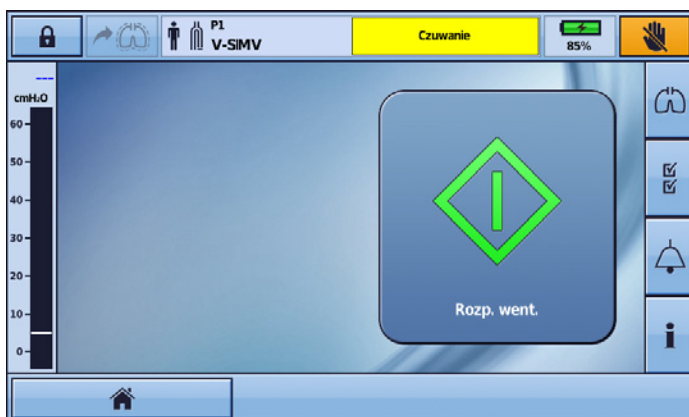 P1
V-SIMV
Czuwanie
85%
---
cmH₂O
60
50
40
30
20
10
0
Rozp. went.